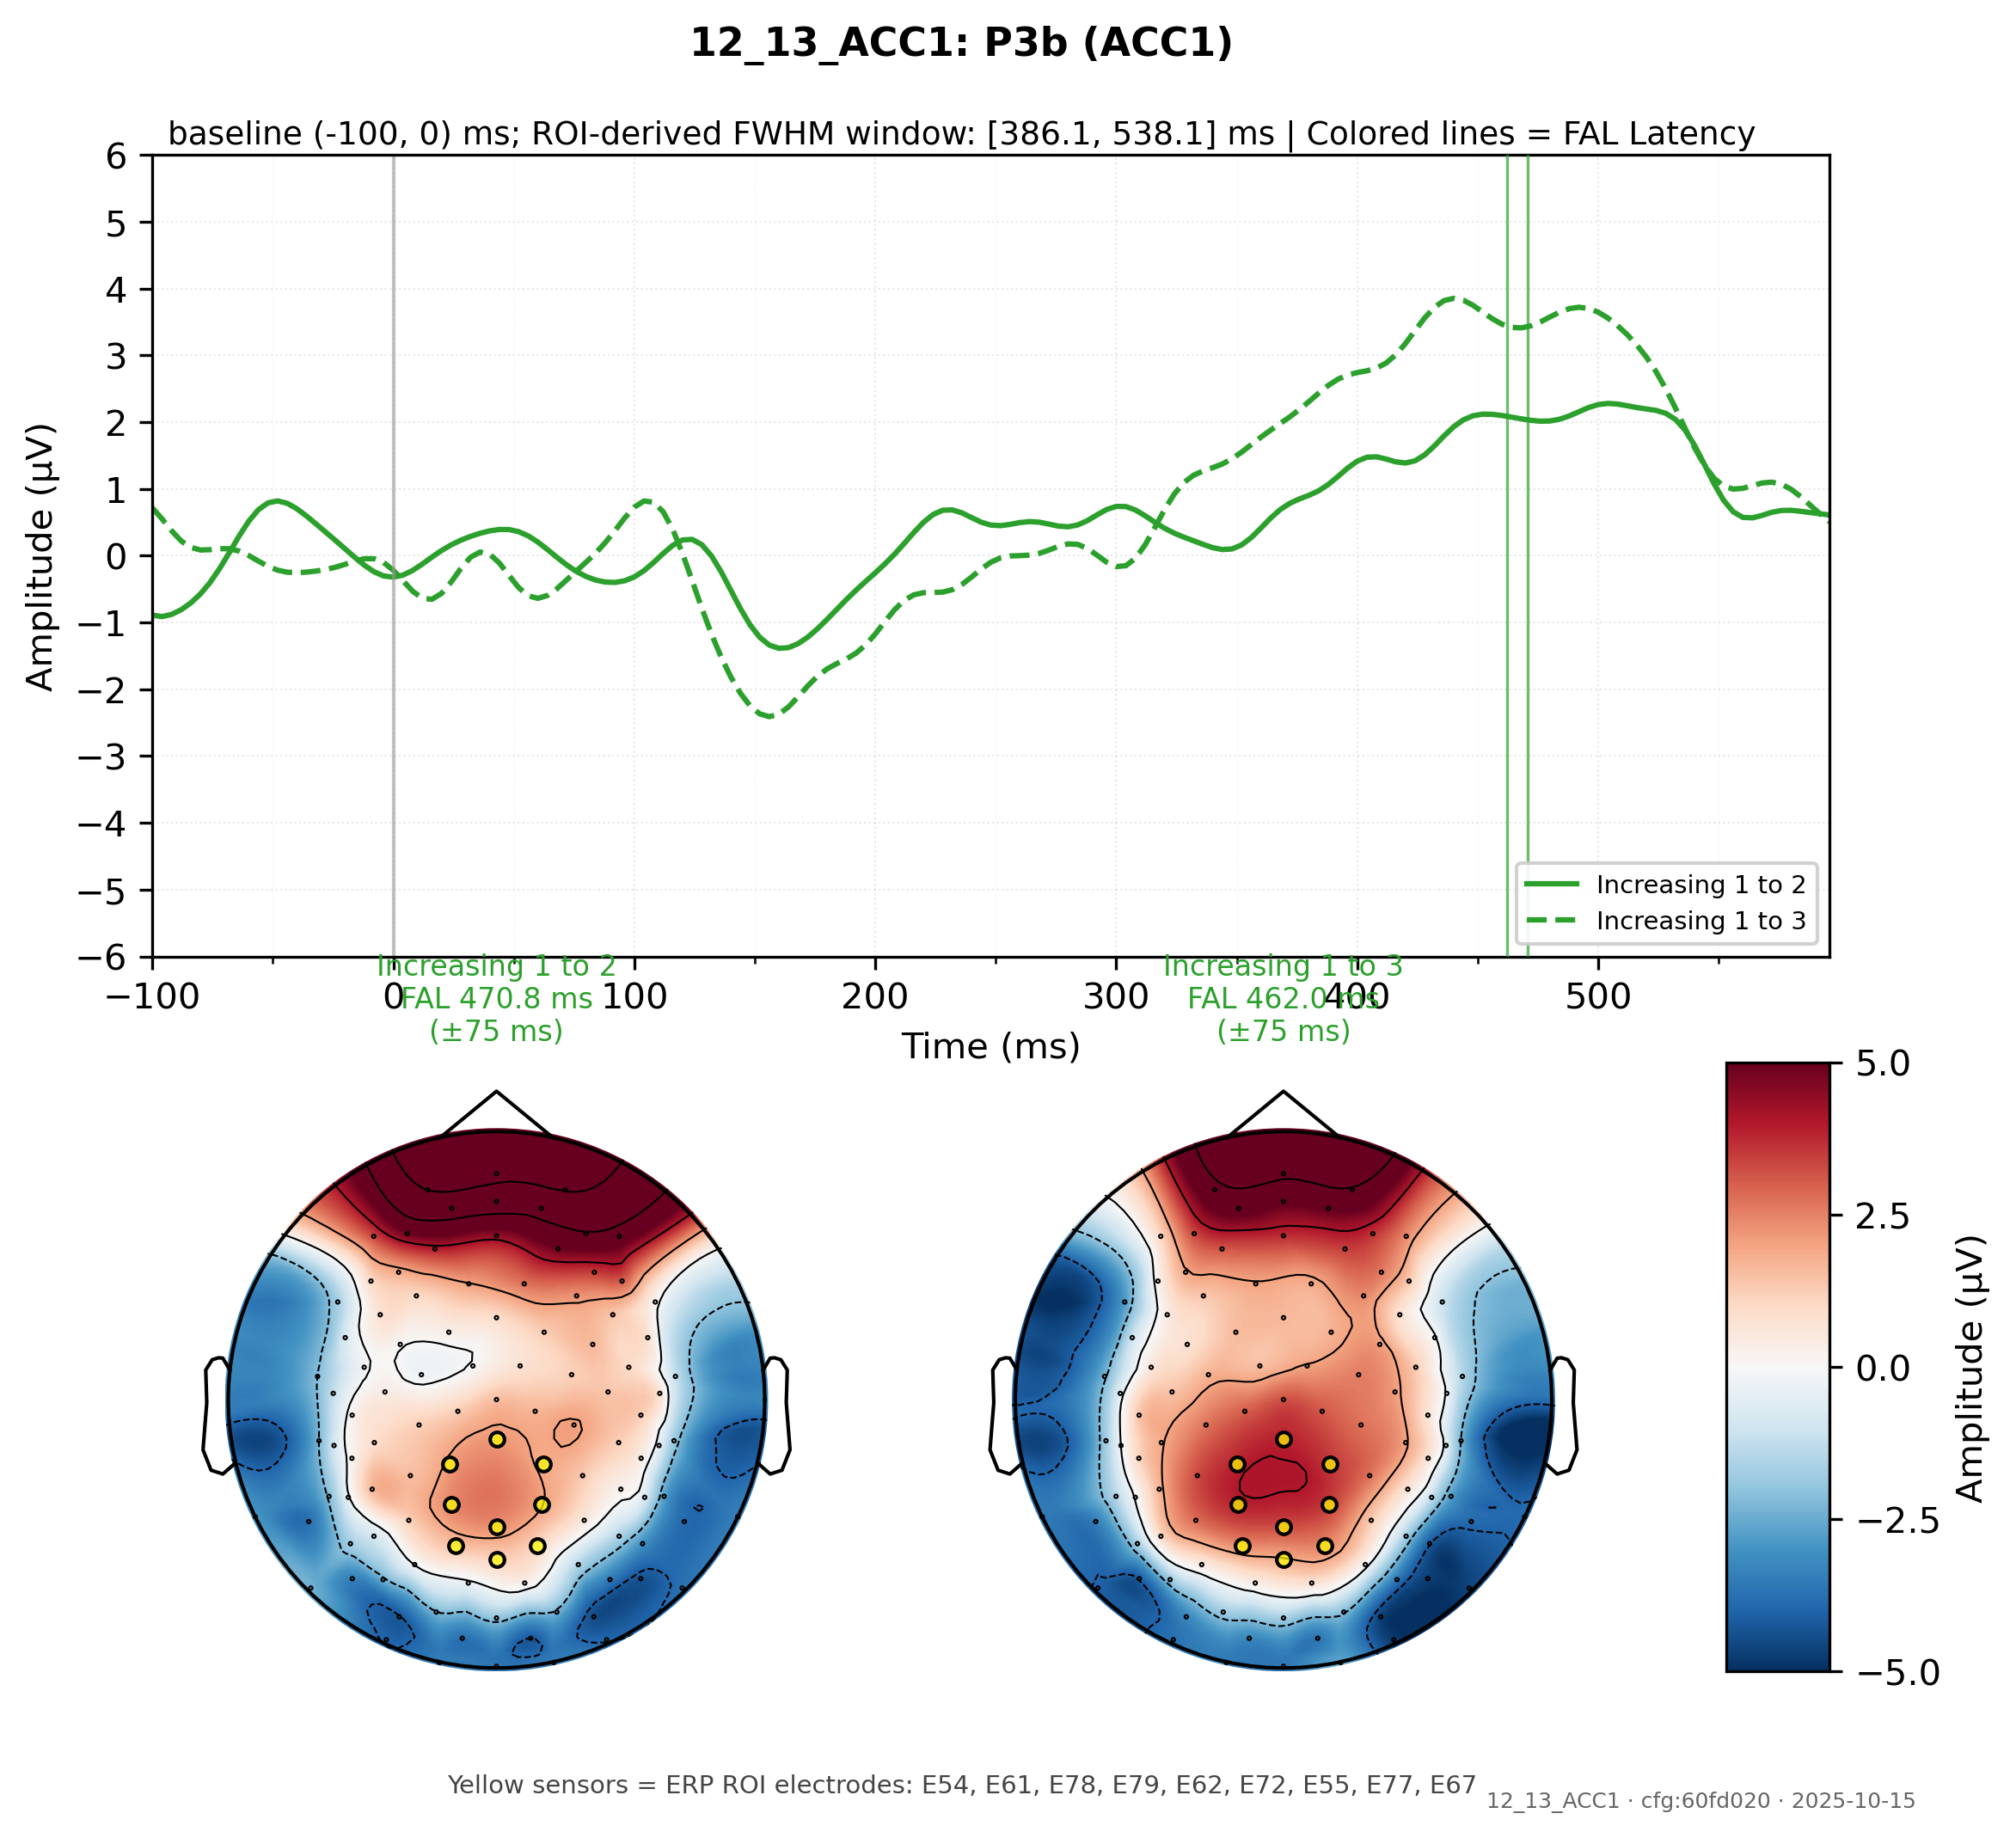 12_13_ACC1: P3b (ACC1)
baseline (-100, 0) ms; ROI-derived FWHM window: [386.1, 538.1] ms | Colored lines = FAL Latency
6
5
4
3
2
1
0
−1
−2
−3
−4
−5
−6
Amplitude (µV)
Increasing 1 to 2
Increasing 1 to 3
−100 0 100 200 300 400 500
Time (ms)
Increasing 1 to 2
FAL 470.8 ms
(±75 ms)
Increasing 1 to 3
FAL 462.0 ms
(±75 ms)
5.0
2.5
0.0
−2.5
−5.0
Amplitude (µV)
Yellow sensors = ERP ROI electrodes: E54, E61, E78, E79, E62, E72, E55, E77, E67
12_13_ACC1 · cfg:60fd020 · 2025-10-15